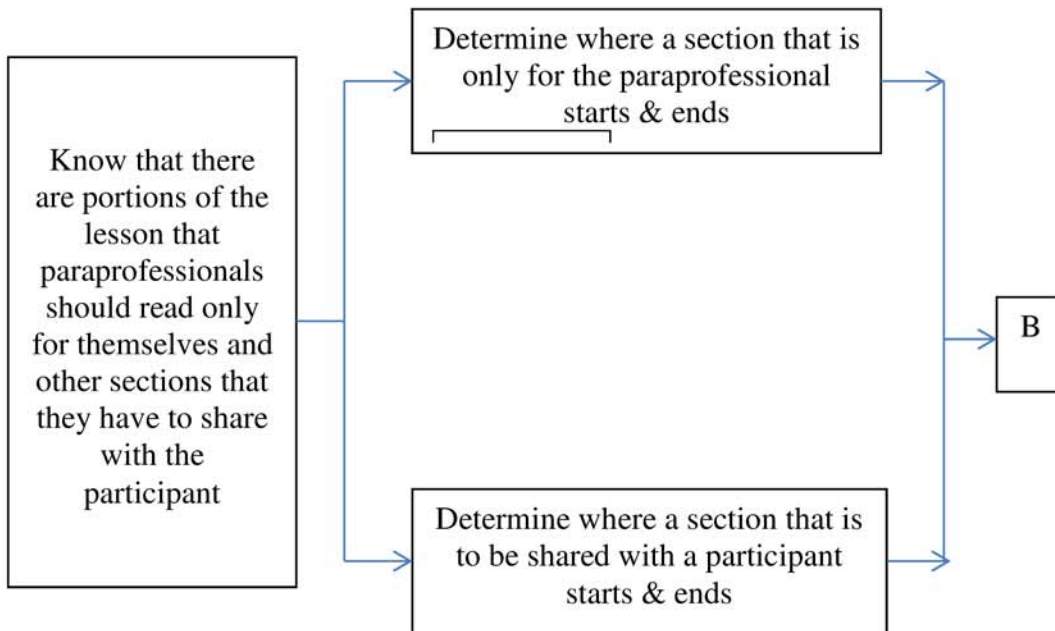 Know that there
are portions of the
lesson that
paraprofessionals
should read only
for themselves and
other sections that
they have to share
with the
participant
Determine where a section that is
only for the paraprofessional
starts & ends
Determine where a section that is
to be shared with a participant
starts & ends
B